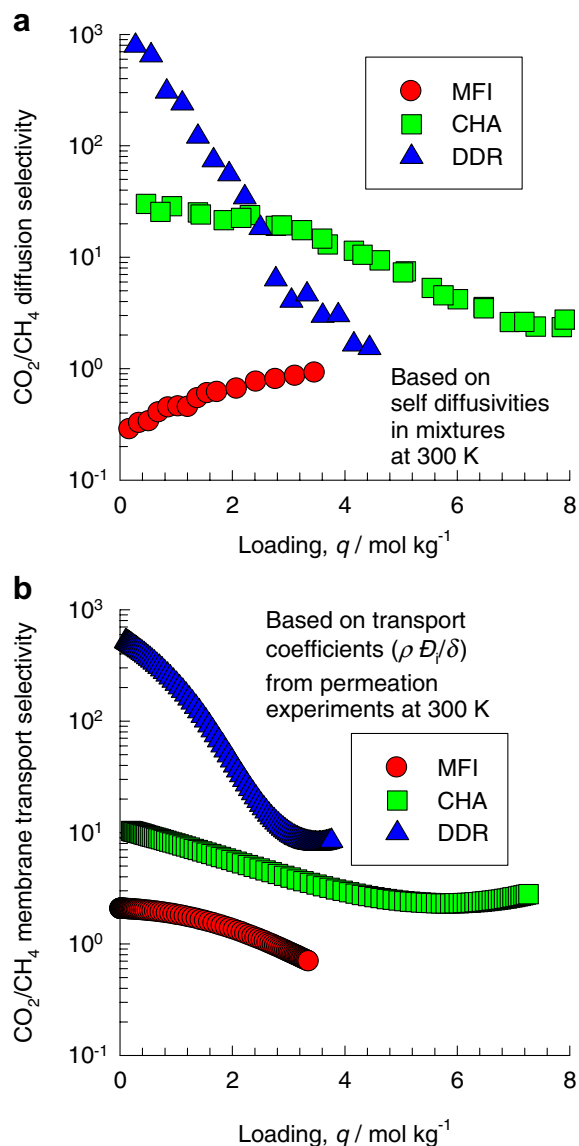 a
CO₂/CH₄ diffusion selectivity
10³
10²
10¹
10⁰
10⁻¹
MFI
CHA
DDR
Based on
self diffusivities
in mixtures
at 300 K
0 2 4 6 8
Loading, q / mol kg⁻¹
b
CO₂/CH₄ membrane transport selectivity
10³
10²
10¹
10⁰
10⁻¹
Based on transport
coefficients (ρ Đᵢ/δ)
from permeation
experiments at 300 K
MFI
CHA
DDR
0 2 4 6 8
Loading, q / mol kg⁻¹